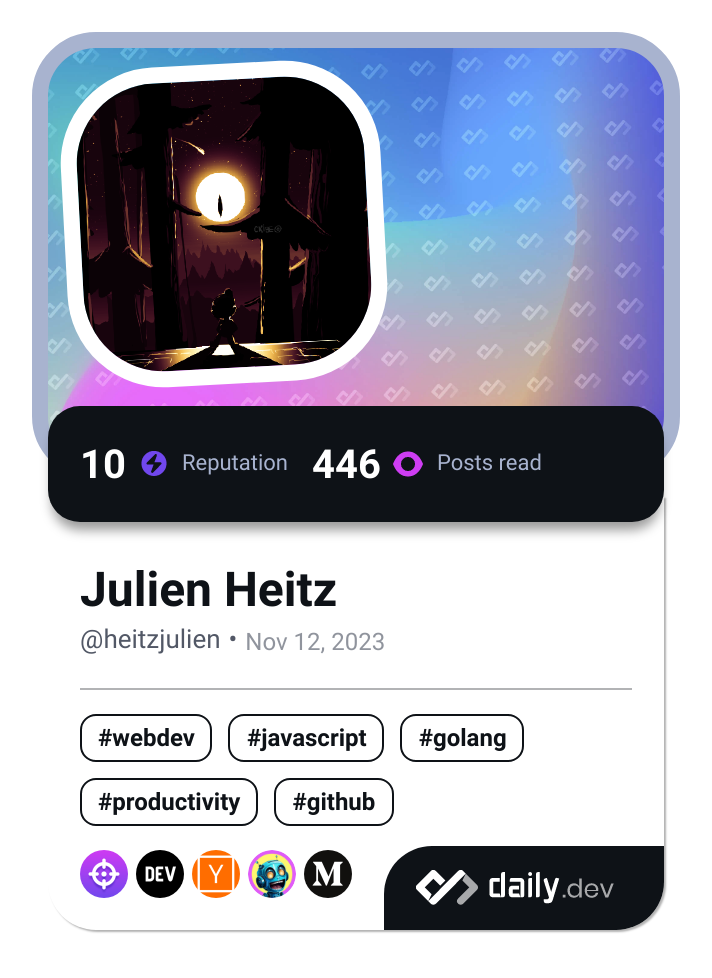 10 Reputation 446 Posts read
Julien Heitz
@heitzjulien • Nov 12, 2023
#webdev #javascript #golang
#productivity #github
DEV Y M
daily.dev